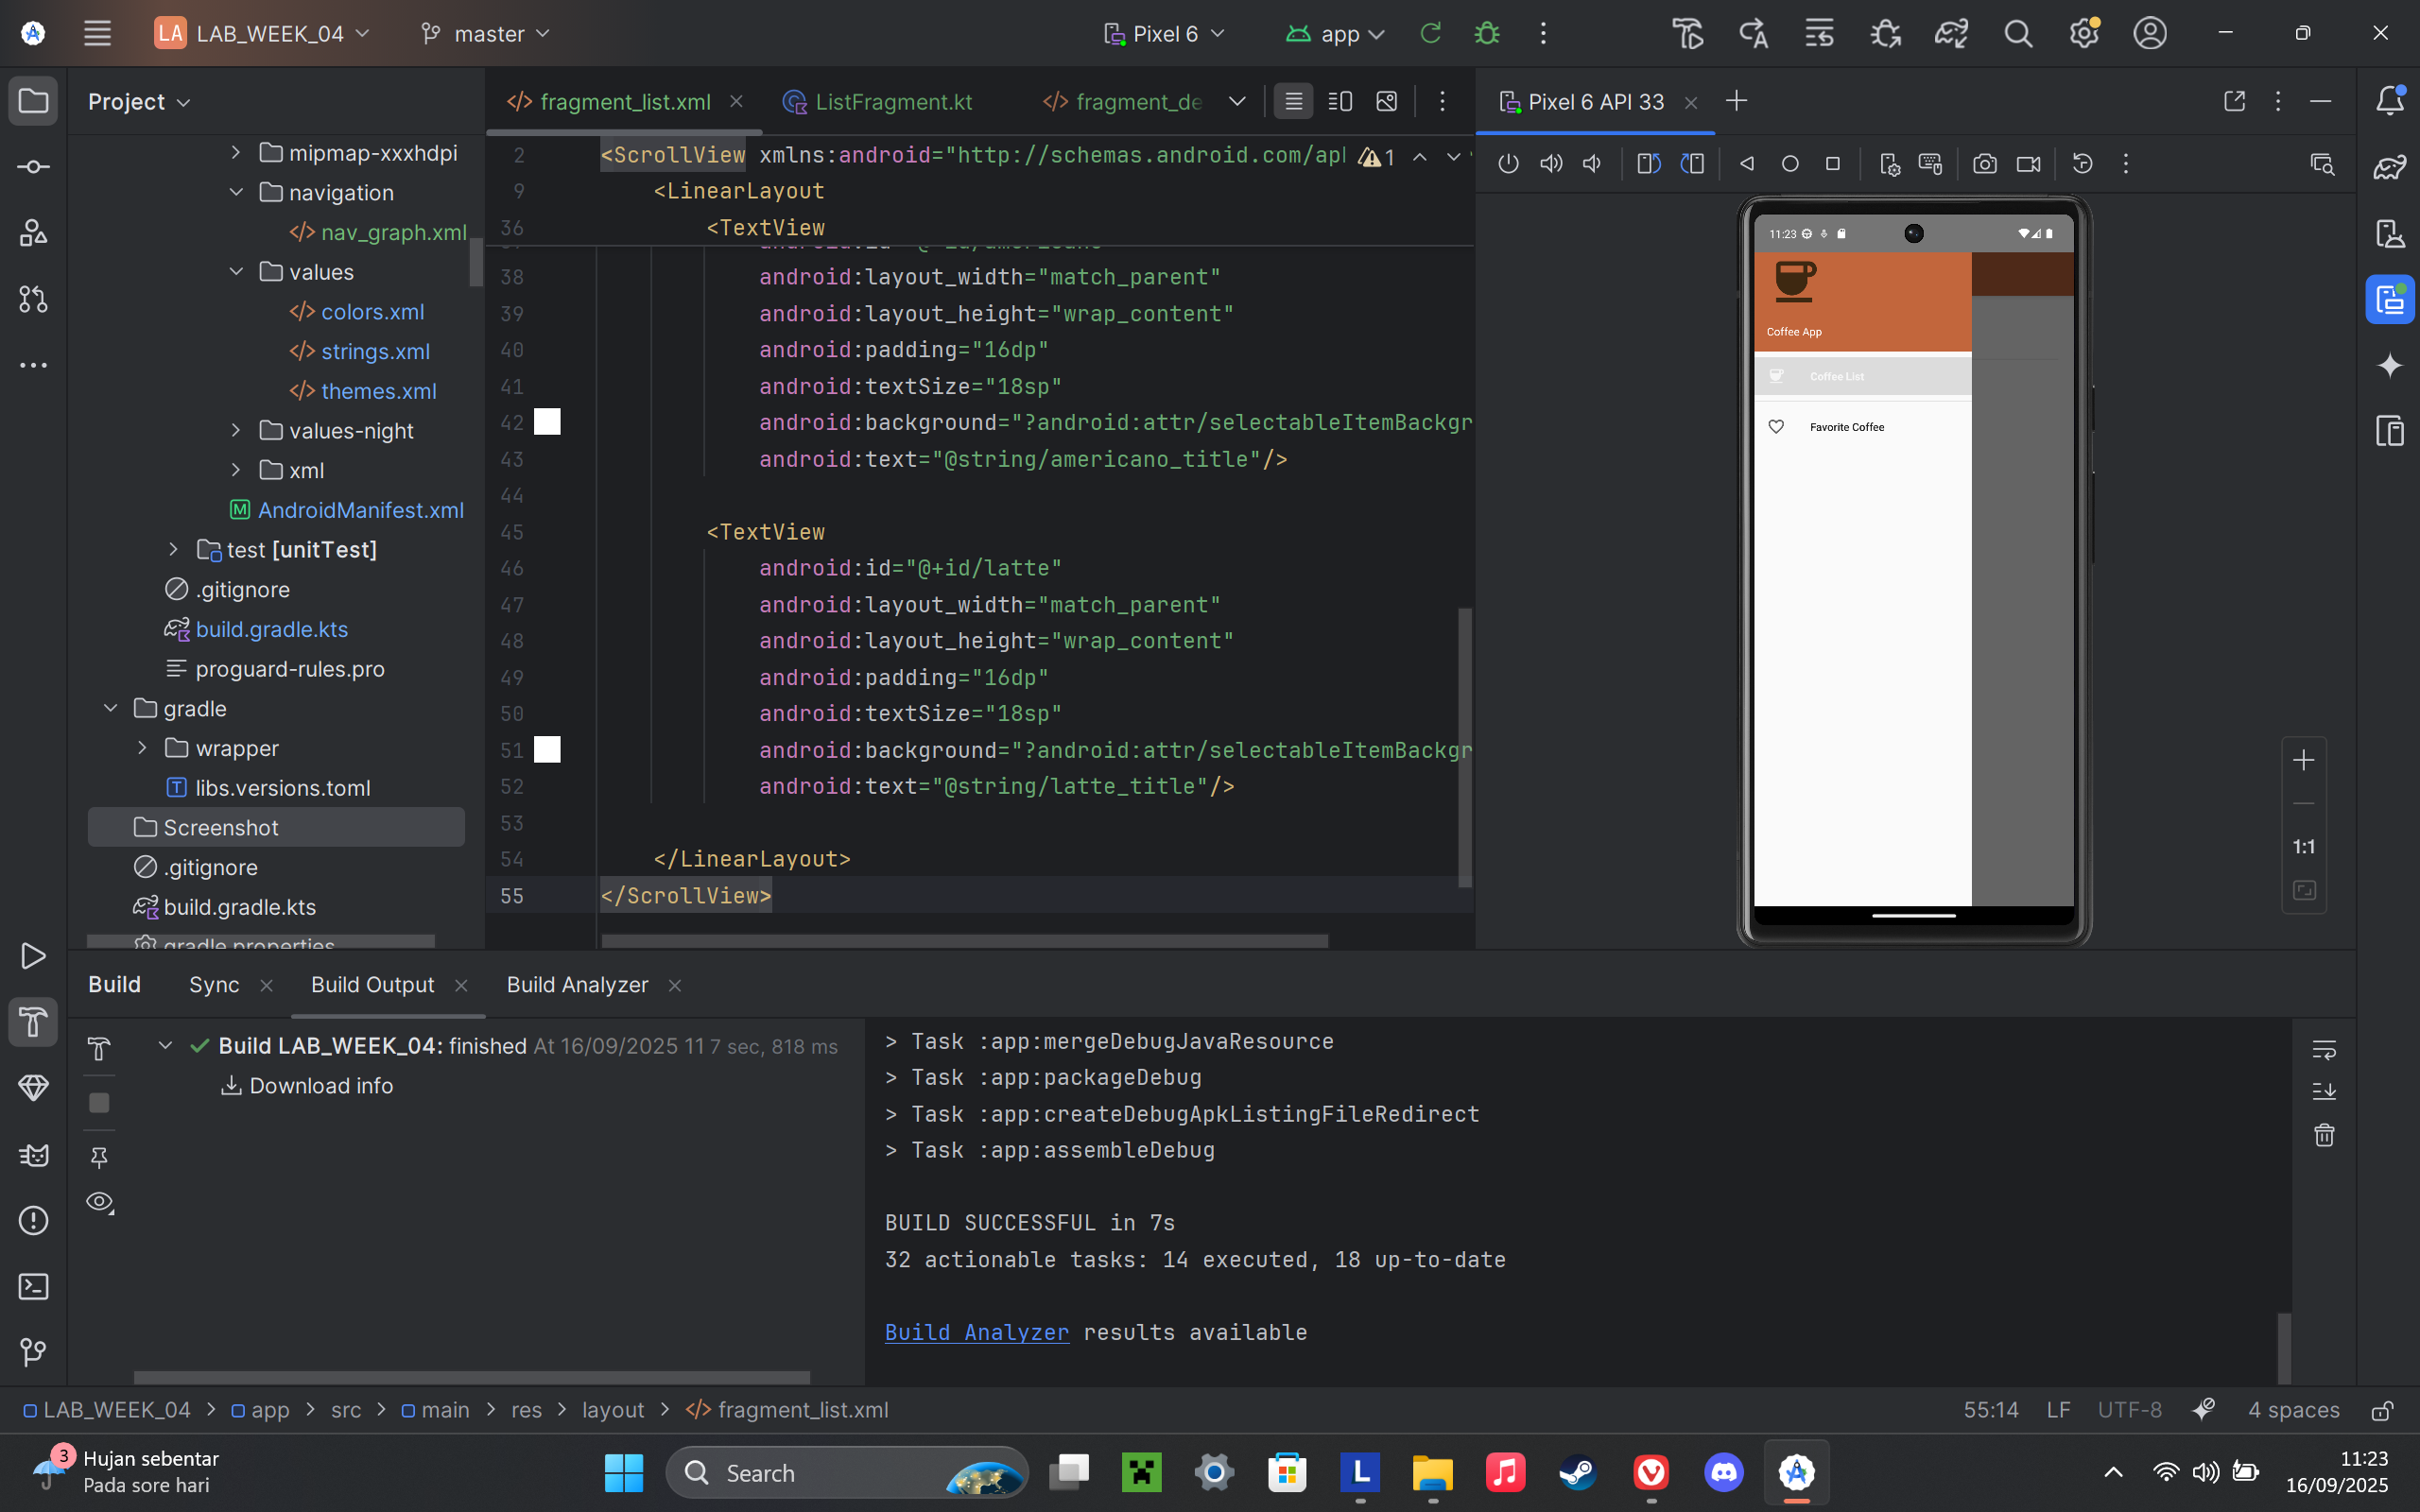 LA LAB_WEEK_04
master
Pixel 6
app
Project
fragment_list.xml
ListFragment.kt
fragment_de
Pixel 6 API 33
mipmap-xxxhdpi
navigation
nav_graph.xml
values
colors.xml
strings.xml
themes.xml
values-night
xml
AndroidManifest.xml
test [unitTest]
.gitignore
build.gradle.kts
proguard-rules.pro
gradle
wrapper
libs.versions.toml
Screenshot
.gitignore
build.gradle.kts
gradle.properties
2 <ScrollView xmlns:android="http://schemas.android.com/ap
1
9 <LinearLayout
36 <TextView
38 android:layout_width="match_parent"
39 android:layout_height="wrap_content"
40 android:padding="16dp"
41 android:textSize="18sp"
42 android:background="?android:attr/selectableItemBackgr
43 android:text="@string/americano_title"/>
44
45 <TextView
46 android:id="@+id/latte"
47 android:layout_width="match_parent"
48 android:layout_height="wrap_content"
49 android:padding="16dp"
50 android:textSize="18sp"
51 android:background="?android:attr/selectableItemBackgr
52 android:text="@string/latte_title"/>
53
54 </LinearLayout>
55 </ScrollView>
11:23
Coffee App
Coffee List
Favorite Coffee
1:1
Build
Sync
Build Output
Build Analyzer
Build LAB_WEEK_04: finished At 16/09/2025 11 7 sec, 818 ms
Download info
> Task :app:mergeDebugJavaResource
> Task :app:packageDebug
> Task :app:createDebugApkListingFileRedirect
> Task :app:assembleDebug
BUILD SUCCESSFUL in 7s
32 actionable tasks: 14 executed, 18 up-to-date
Build Analyzer results available
LAB_WEEK_04 > app > src > main > res > layout > fragment_list.xml
55:14 LF UTF-8 4 spaces
3
Hujan sebentar
Pada sore hari
Search
11:23
16/09/2025